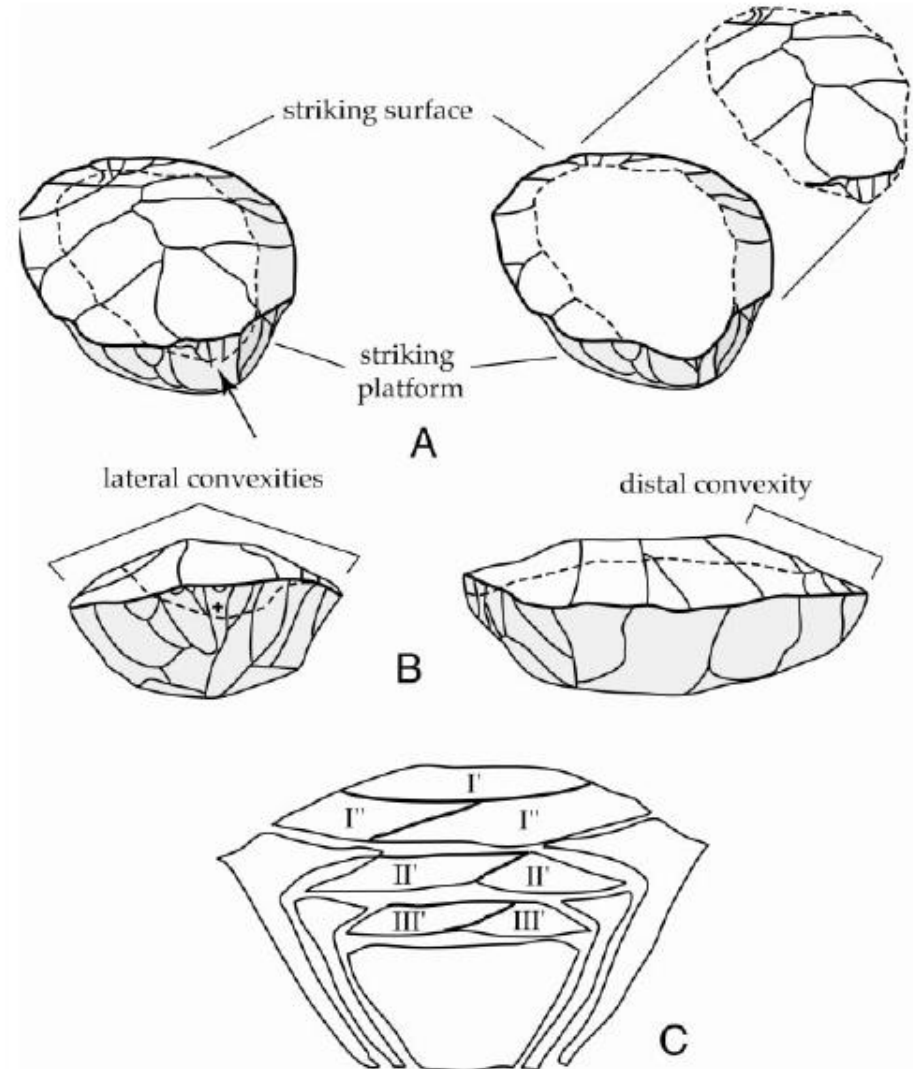 striking surface
striking
platform
A
lateral convexities
distal convexity
B
I'
I" I"
II' II'
III' III'
C